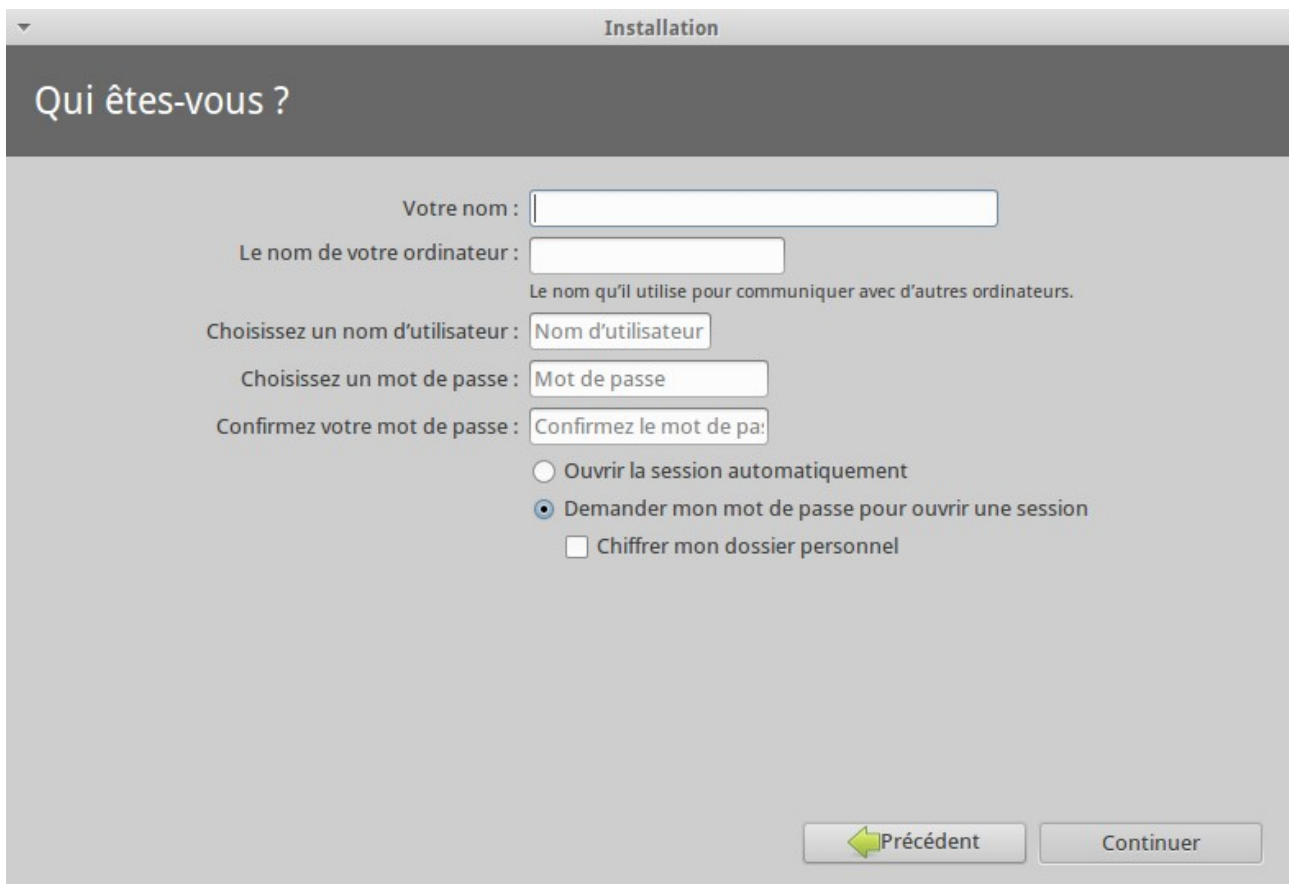 Installation
Qui êtes-vous ?
Votre nom :
Le nom de votre ordinateur :
Le nom qu’il utilise pour communiquer avec d’autres ordinateurs.
Choisissez un nom d’utilisateur : Nom d’utilisateur
Choisissez un mot de passe : Mot de passe
Confirmez votre mot de passe : Confirmez le mot de pas
Ouvrir la session automatiquement
Demander mon mot de passe pour ouvrir une session
Chiffrer mon dossier personnel
Précédent Continuer